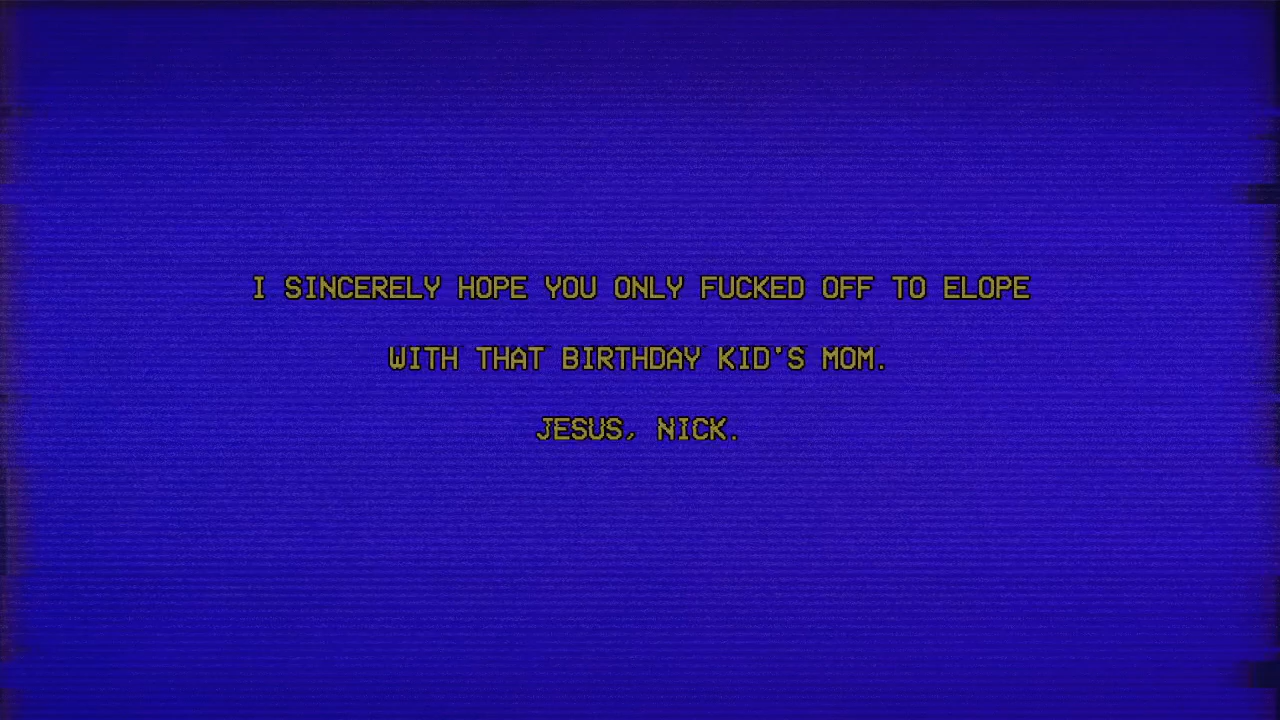 I SINCERELY HOPE YOU ONLY FUCKED OFF TO ELOPE
WITH THAT BIRTHDAY KID'S MOM.
JESUS, NICK.